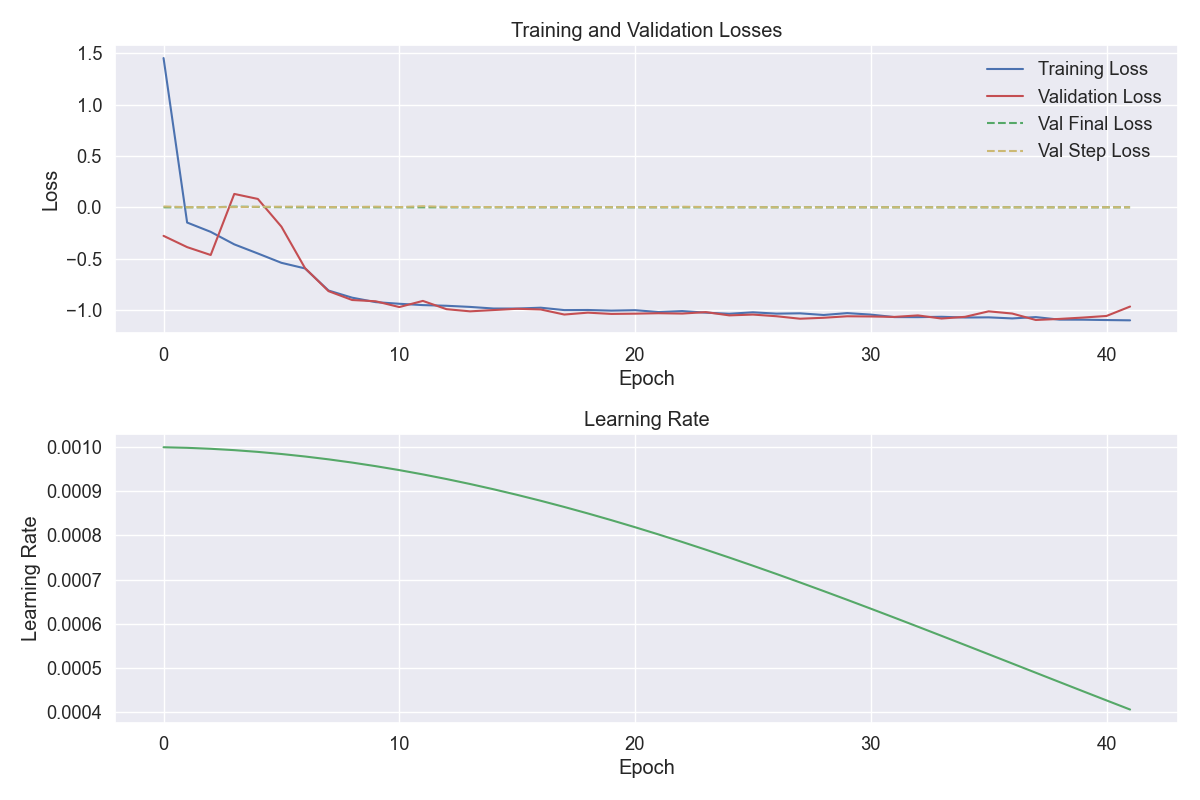 Training and Validation Losses
Loss
1.5
1.0
0.5
0.0
−0.5
−1.0
Training Loss
Validation Loss
Val Final Loss
Val Step Loss
0 10 20 30 40
Epoch
Learning Rate
Learning Rate
0.0010
0.0009
0.0008
0.0007
0.0006
0.0005
0.0004
0 10 20 30 40
Epoch